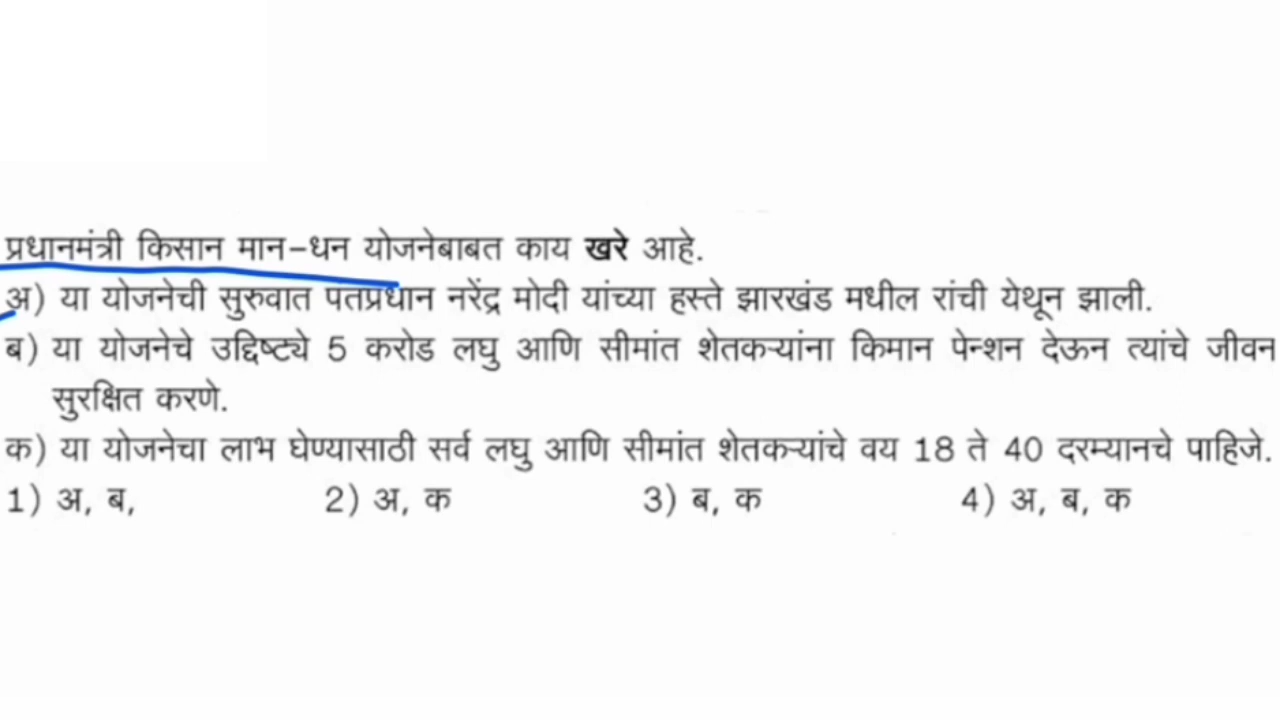 प्रधानमंत्री किसान मान-धन योजनेबाबत काय खरे आहे.
अ) या योजनेची सुरुवात पतप्रधान नरेंद्र मोदी यांच्या हस्ते झारखंड मधील रांची येथून झाली.
ब) या योजनेचे उद्दिष्ट्ये 5 करोड लघु आणि सीमांत शेतकऱ्यांना किमान पेन्शन देऊन त्यांचे जीवन
सुरक्षित करणे.
क) या योजनेचा लाभ घेण्यासाठी सर्व लघु आणि सीमांत शेतकऱ्यांचे वय 18 ते 40 दरम्यानचे पाहिजे.
1) अ, ब, 2) अ, क 3) ब, क 4) अ, ब, क